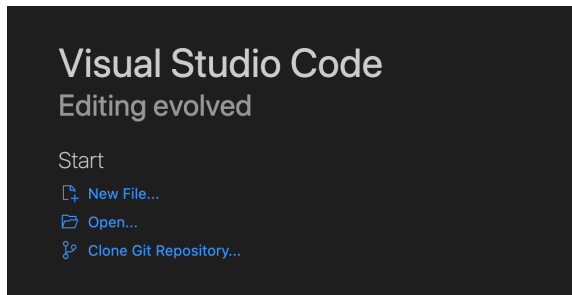 Visual Studio Code
Editing evolved
Start
New File...
Open...
Clone Git Repository...